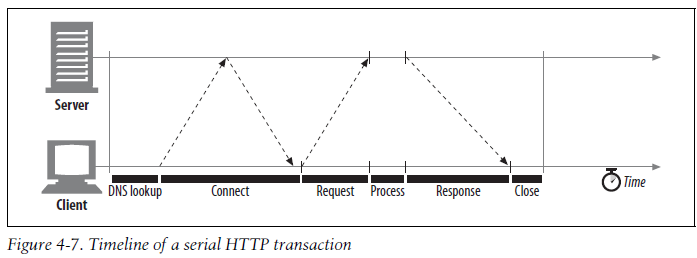 Server
Client
DNS lookup Connect Request Process Response Close Time
Figure 4-7. Timeline of a serial HTTP transaction